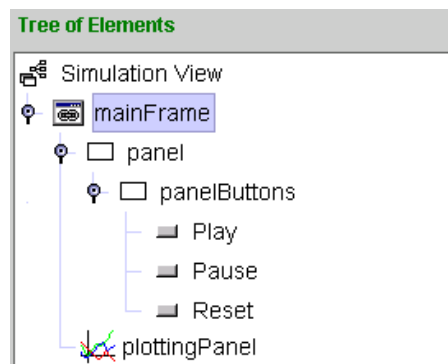 Tree of Elements
Simulation View
mainFrame
panel
panelButtons
Play
Pause
Reset
plottingPanel